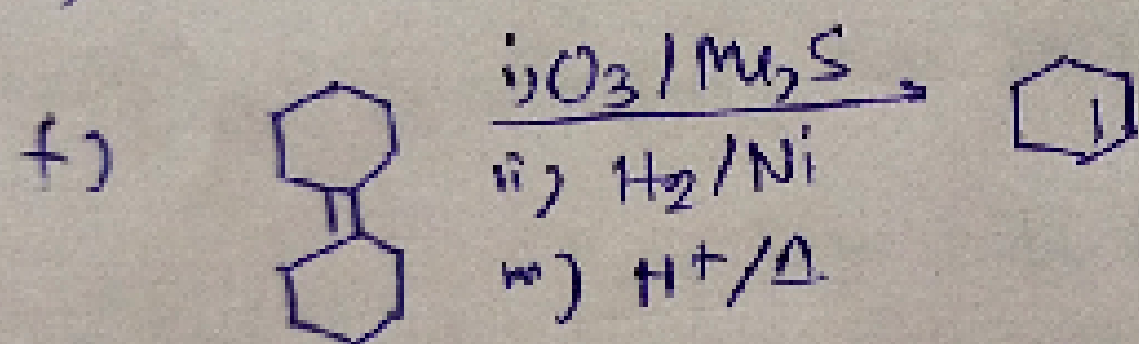 f)
i) O3 / Me2S
ii) H2/Ni
iii) H+/Δ